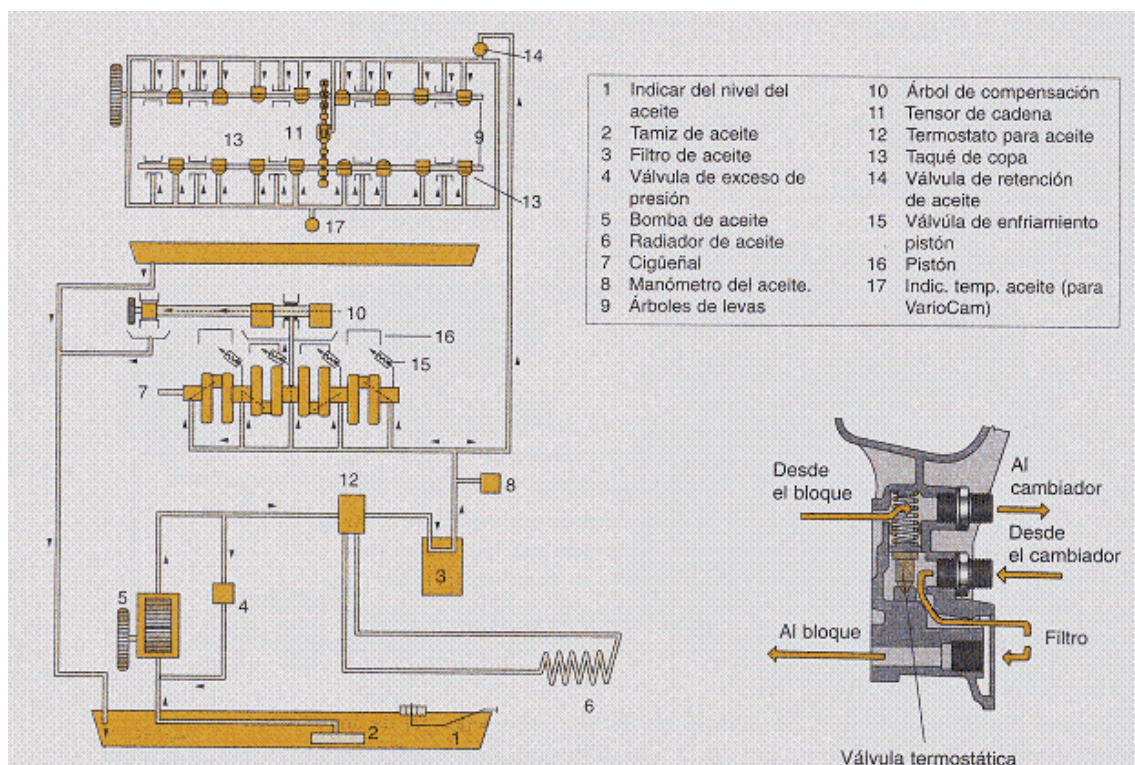 14
11
13
9
13
17
10
16
15
7
8
12
3
5
4
6
2
1
1 Indicar del nivel del
aceite
2 Tamiz de aceite
3 Filtro de aceite
4 Válvula de exceso de
presión
5 Bomba de aceite
6 Radiador de aceite
7 Cigüeñal
8 Manómetro del aceite.
9 Árboles de levas
10 Árbol de compensación
11 Tensor de cadena
12 Termostato para aceite
13 Taqué de copa
14 Válvula de retención
de aceite
15 Válvúla de enfriamiento
pistón
16 Pistón
17 Indic. temp. aceite (para
VarioCam)
Desde
el bloque
Al
cambiador
Desde
el cambiador
Al bloque
Filtro
Válvula termostática